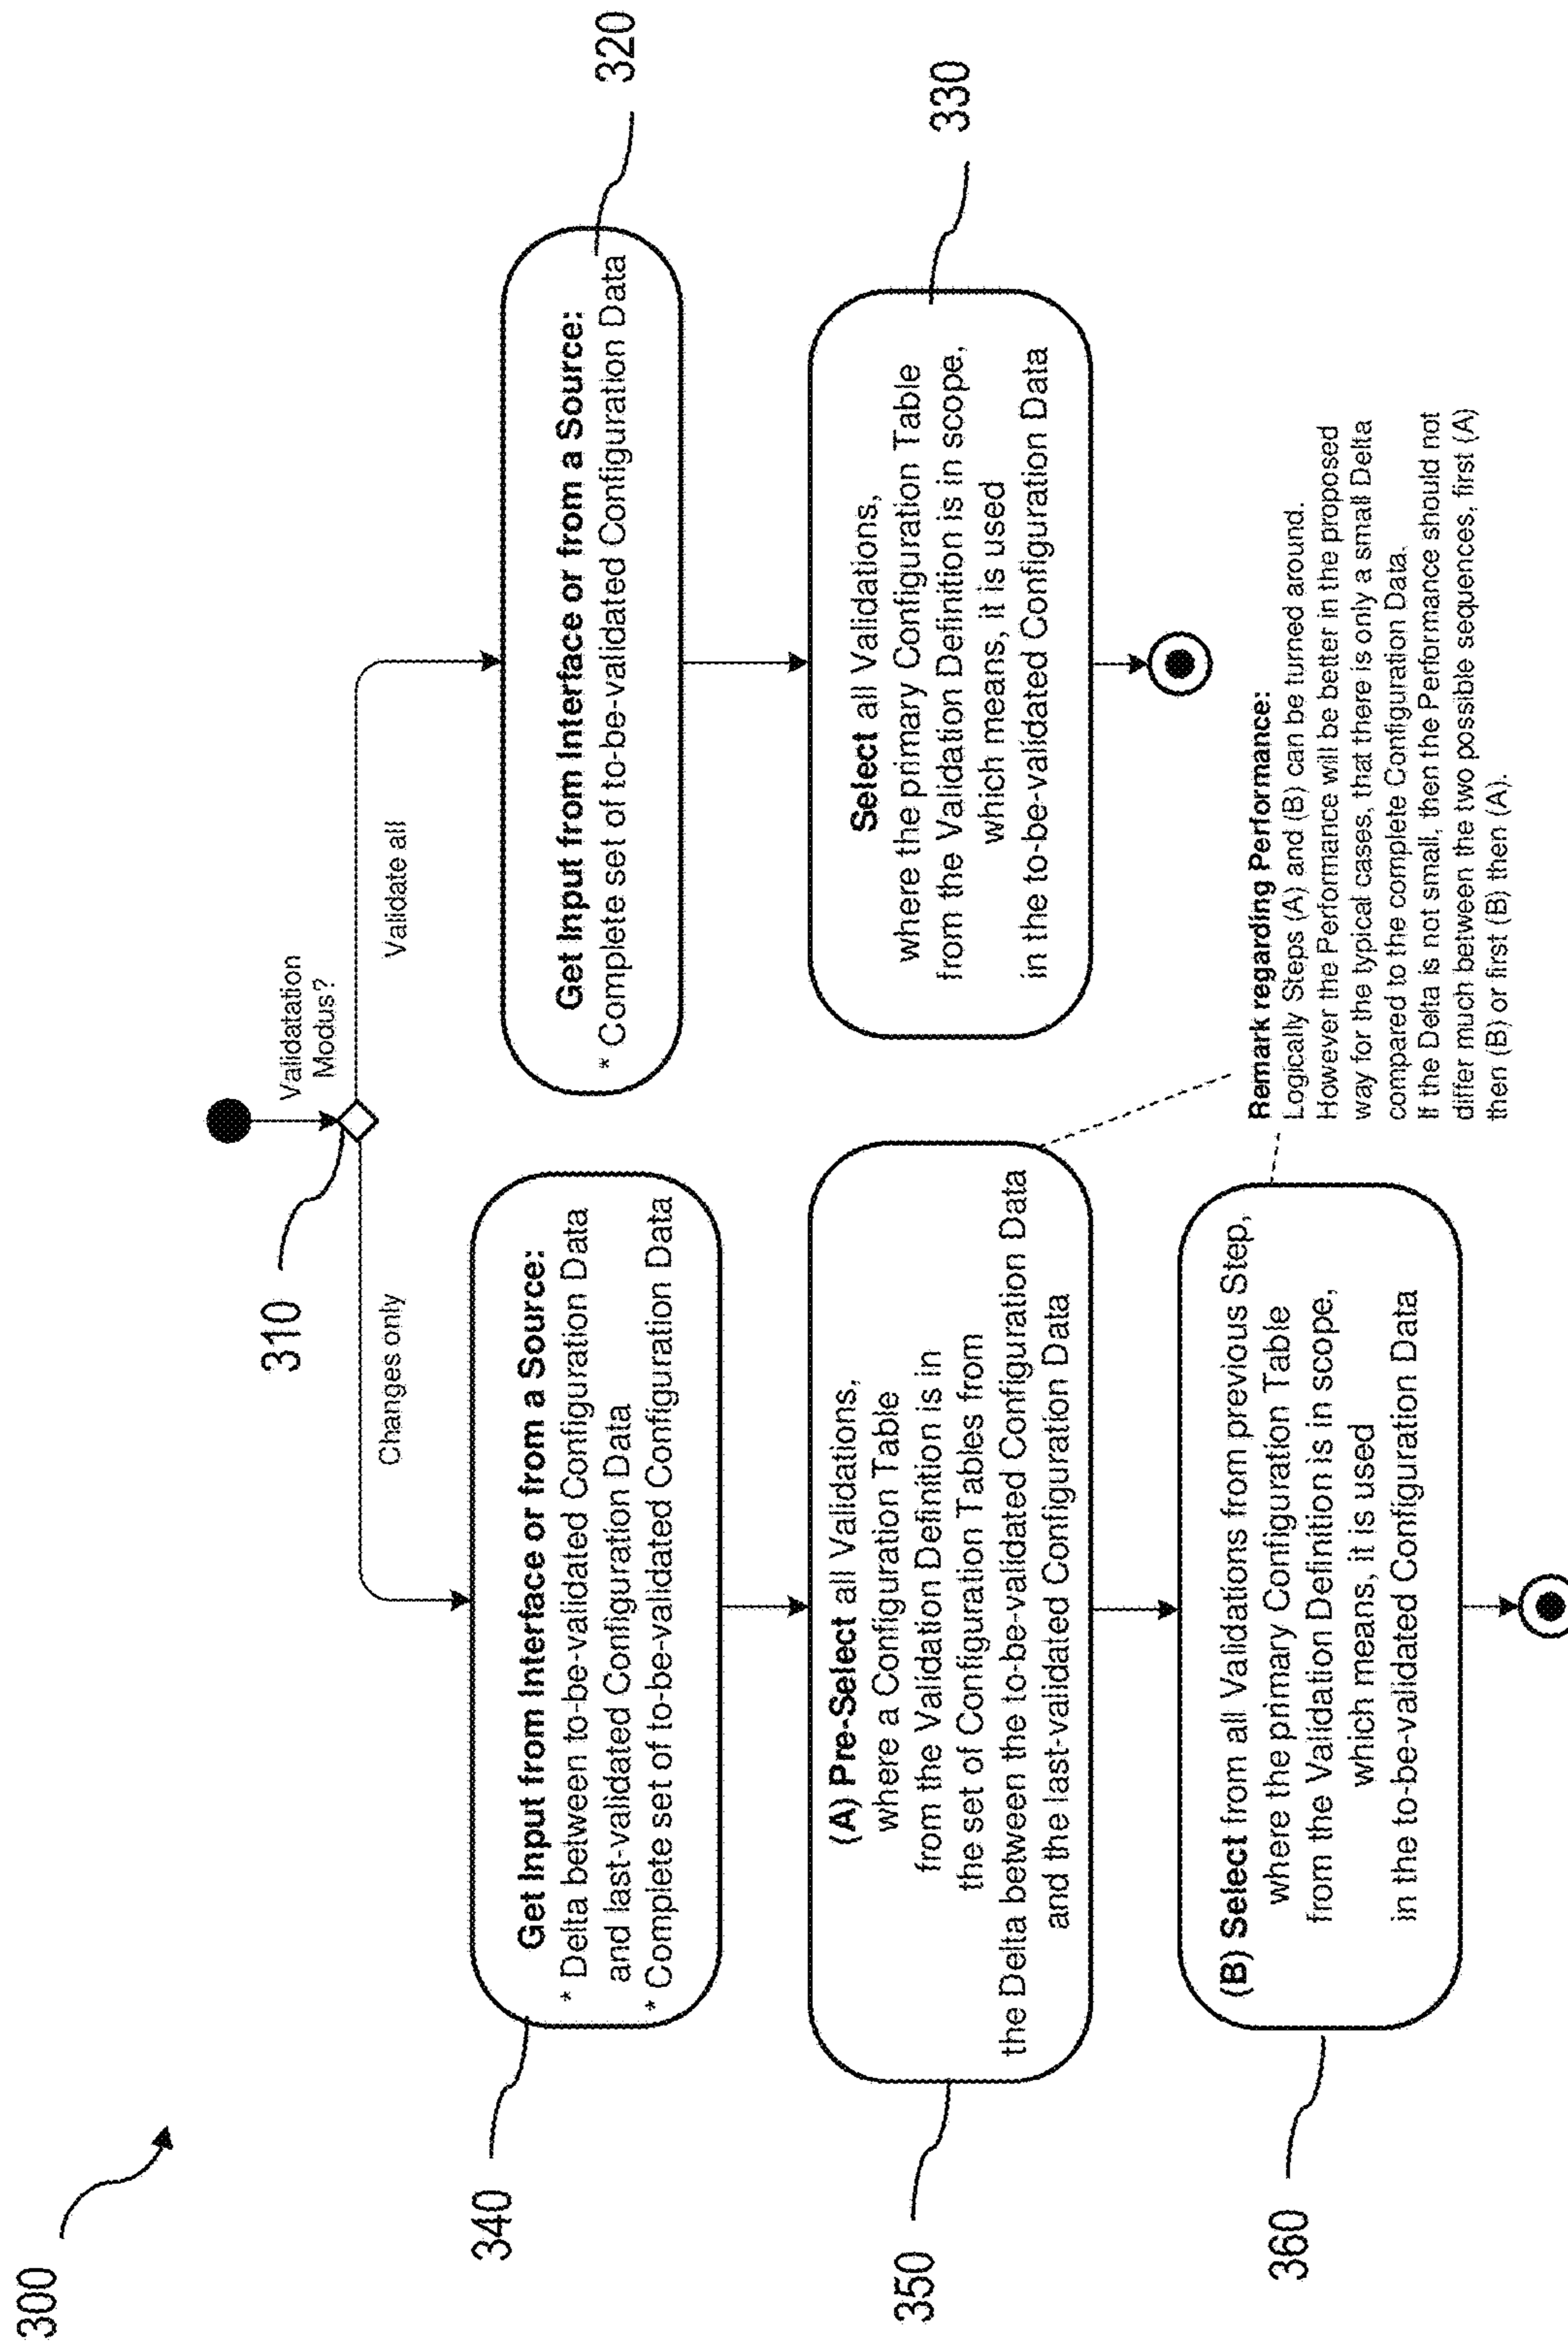 300
Validatation
Modus?
310
Changes only
Validate all
340
Get Input from Interface or from a Source:
* Delta between to-be-validated Configuration Data
and last-validated Configuration Data
* Complete set of to-be-validated Configuration Data
320
Get Input from Interface or from a Source:
* Complete set of to-be-validated Configuration Data
350
(A) Pre-Select all Validations,
where a Configuration Table
from the Validation Definition is in
the set of Configuration Tables from
the Delta between the to-be-validated Configuration Data
and the last-validated Configuration Data
330
Select all Validations,
where the primary Configuration Table
from the Validation Definition is in scope,
which means, it is used
in the to-be-validated Configuration Data
360
(B) Select from all Validations from previous Step,
where the primary Configuration Table
from the Validation Definition is in scope,
which means, it is used
in the to-be-validated Configuration Data
Remark regarding Performance:
Logically Steps (A) and (B) can be turned around.
However the Performance will be better in the proposed
way for the typical cases, that there is only a small Delta
compared to the complete Configuration Data.
If the Delta is not small, then the Performance should not
differ much between the two possible sequences, first (A)
then (B) or first (B) then (A).